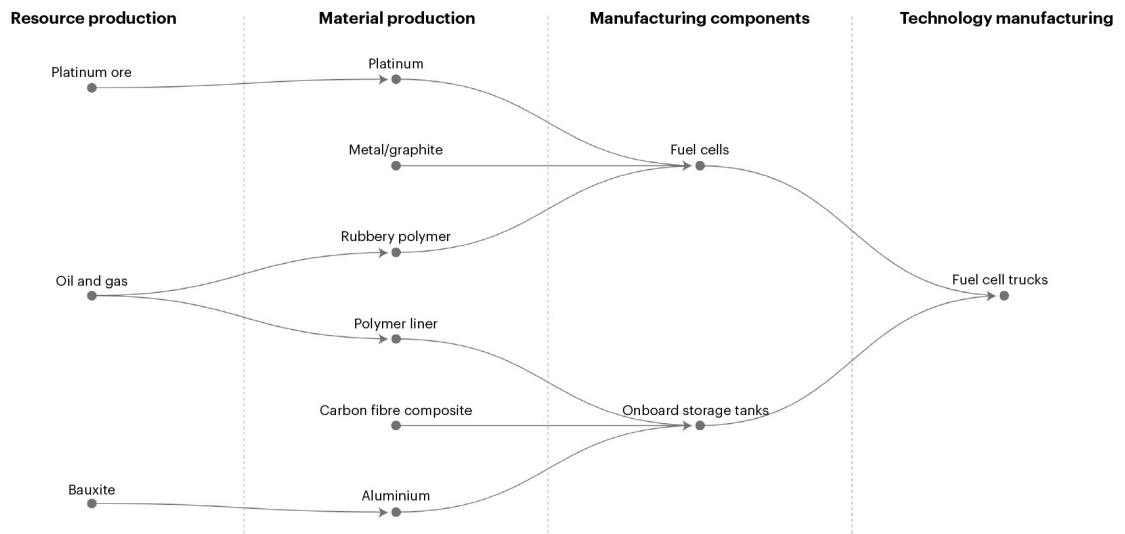 Resource production
Material production
Manufacturing components
Technology manufacturing
Platinum ore
Platinum
Metal/graphite
Fuel cells
Rubbery polymer
Oil and gas
Fuel cell trucks
Polymer liner
Carbon fibre composite
Onboard storage tanks
Bauxite
Aluminium